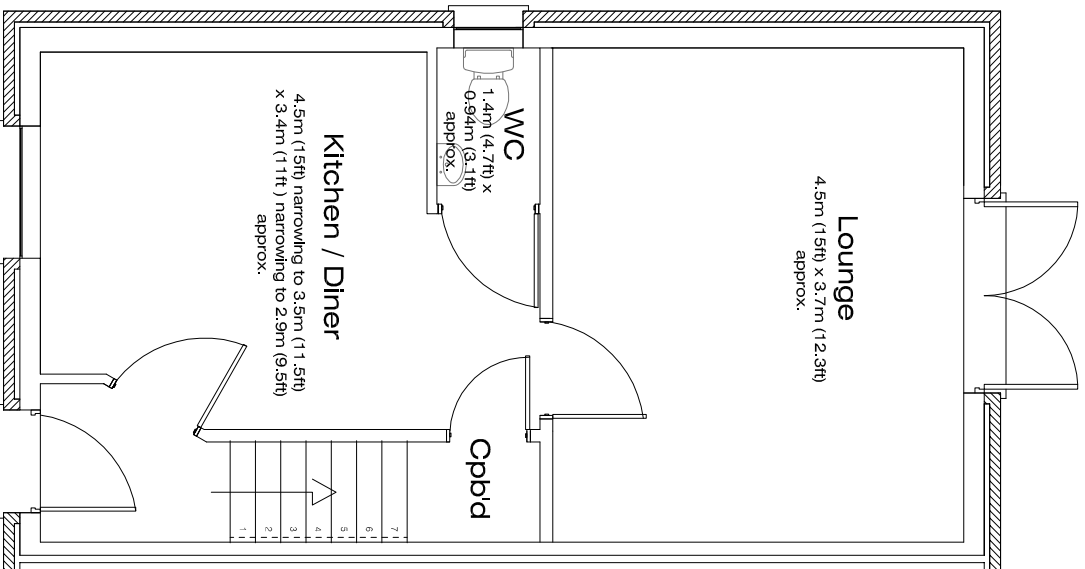 Kitchen / Diner
4.5m (15ft) narrowing to 3.5m (11.5ft)
x 3.4m (11ft ) narrowing to 2.9m (9.5ft)
approx.
WC
1.4m (4.7ft) x
0.94m (3.1ft)
approx.
Lounge
4.5m (15ft) x 3.7m (12.3ft)
approx.
Cpb'd
1
2
3
4
5
6
7